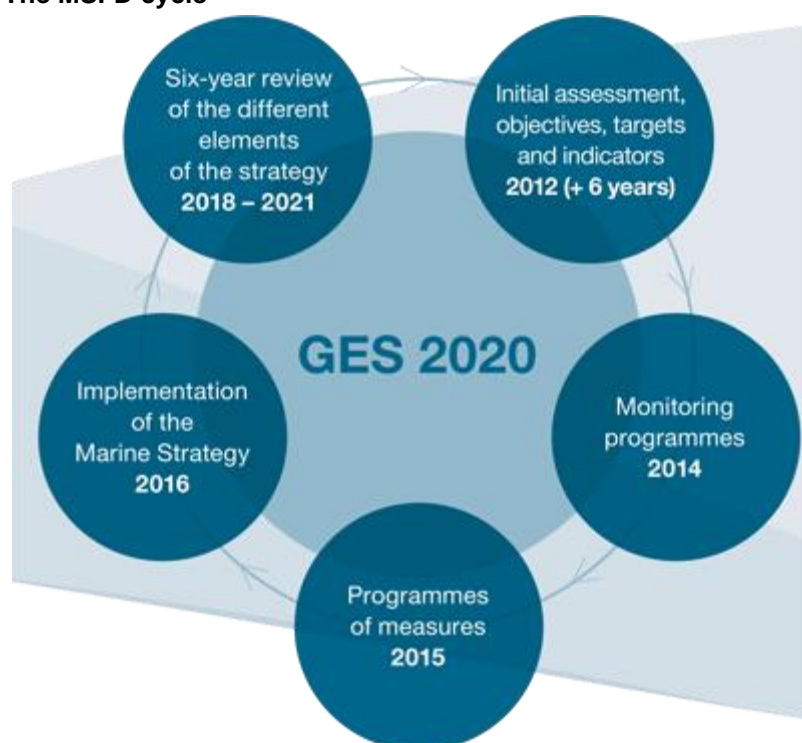 The MSFD cycle
Six-year review
of the different
elements
of the strategy
2018 – 2021
Initial assessment,
objectives, targets
and indicators
2012 (+ 6 years)
GES 2020
Implementation
of the
Marine Strategy
2016
Monitoring
programmes
2014
Programmes
of measures
2015